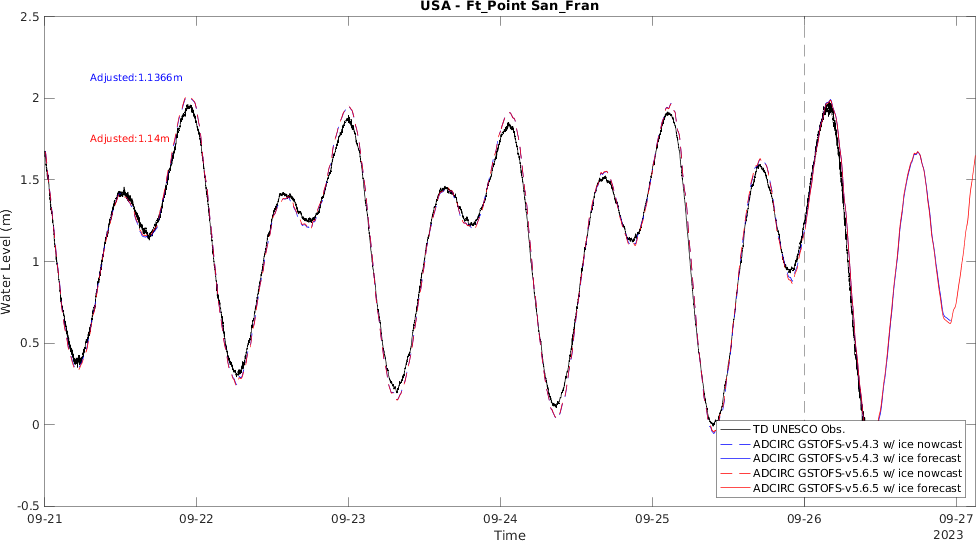 USA - Ft_Point San_Fran
2.5
Adjusted:1.1366m
2
Adjusted:1.14m
1.5
1
0.5
0
-0.5
Water Level (m)
TD UNESCO Obs.
ADCIRC GSTOFS-v5.4.3 w/ ice nowcast
ADCIRC GSTOFS-v5.4.3 w/ ice forecast
ADCIRC GSTOFS-v5.6.5 w/ ice nowcast
ADCIRC GSTOFS-v5.6.5 w/ ice forecast
09-21 09-22 09-23 09-24 09-25 09-26 09-27
Time
2023